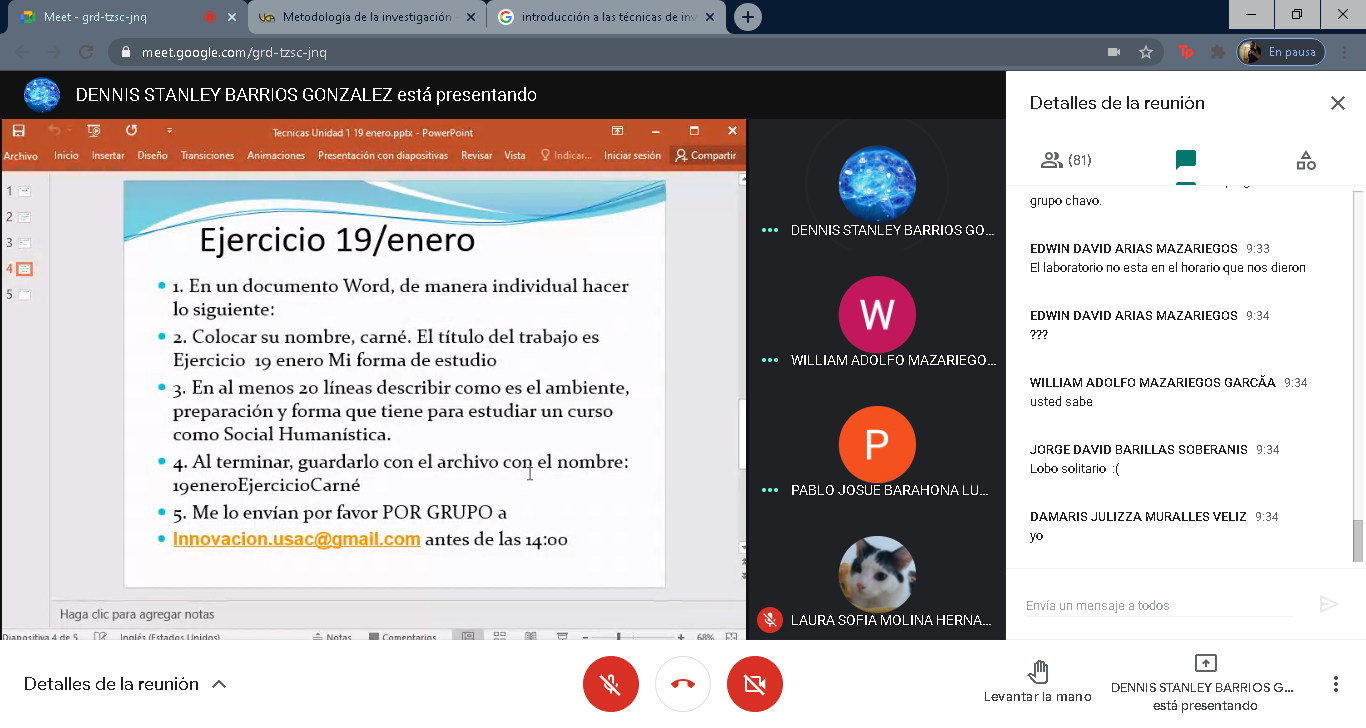 Meet - grd-tzsc-jnq
Metodología de la investigación
introducción a las técnicas de inv
meet.google.com/grd-tzsc-jnq
En pausa
DENNIS STANLEY BARRIOS GONZALEZ está presentando
Tecnicas Unidad 1 19 enero.pptx - PowerPoint
Archivo Inicio Insertar Diseño Transiciones Animaciones Presentación con diapositivas Revisar Vista Indicar... Iniciar sesión Compartir
1
2
3
4
5
Ejercicio 19/enero
1. En un documento Word, de manera individual hacer
lo siguiente:
2. Colocar su nombre, carné. El título del trabajo es
Ejercicio 19 enero Mi forma de estudio
3. En al menos 20 líneas describir como es el ambiente,
preparación y forma que tiene para estudiar un curso
como Social Humanística.
4. Al terminar, guardarlo con el archivo con el nombre:
19eneroEjercicioCarné
5. Me lo envían por favor POR GRUPO a
Innovacion.usac@gmail.com antes de las 14:00
Haga clic para agregar notas
Diapositiva 4 de 5 Inglés (Estados Unidos) Notas Comentarios 68%
DENNIS STANLEY BARRIOS GO...
W
WILLIAM ADOLFO MAZARIEGO...
P
PABLO JOSUE BARAHONA LU...
LAURA SOFIA MOLINA HERNA...
Detalles de la reunión
(81)
grupo chavo.
EDWIN DAVID ARIAS MAZARIEGOS 9:33
El laboratorio no esta en el horario que nos dieron
EDWIN DAVID ARIAS MAZARIEGOS 9:34
???
WILLIAM ADOLFO MAZARIEGOS GARCÃA 9:34
usted sabe
JORGE DAVID BARILLAS SOBERANIS 9:34
Lobo solitario :(
DAMARIS JULIZZA MURALLES VELIZ 9:34
yo
Envía un mensaje a todos
Detalles de la reunión
Levantar la mano
DENNIS STANLEY BARRIOS G...
está presentando